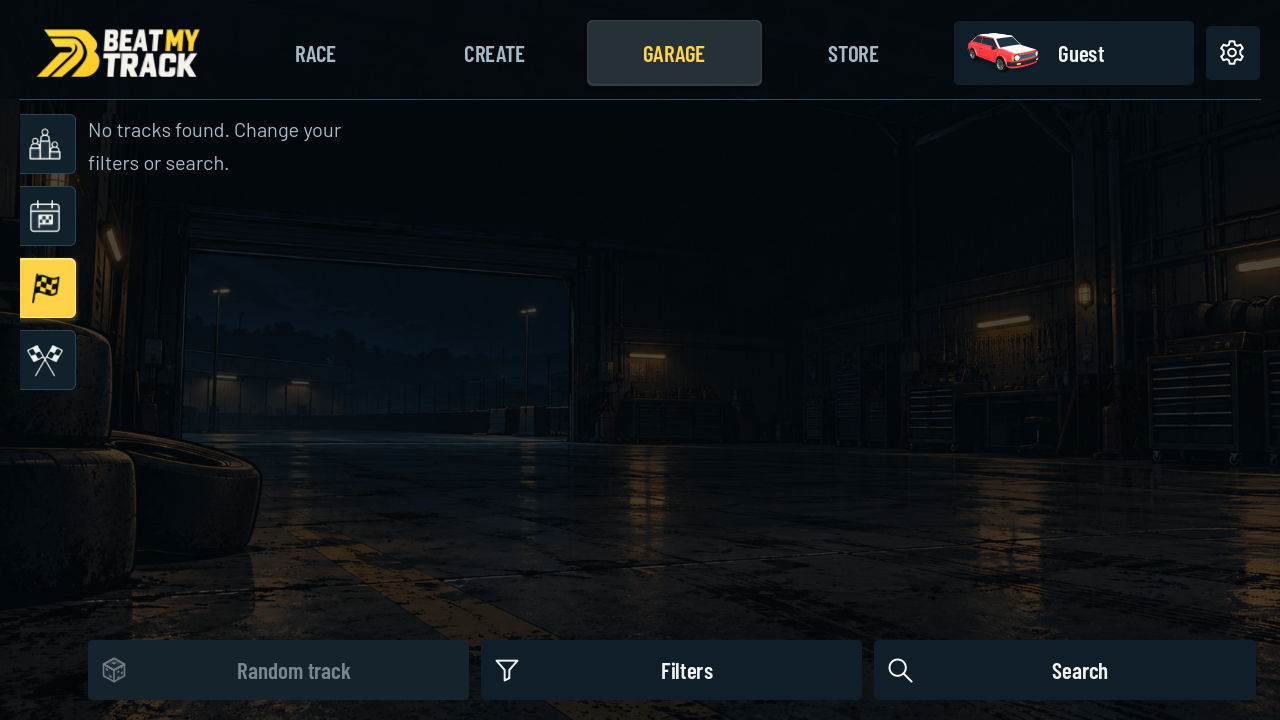 BEAT MY
TRACK
RACE
CREATE
GARAGE
STORE
Guest
No tracks found. Change your
filters or search.
Random track
Filters
Search